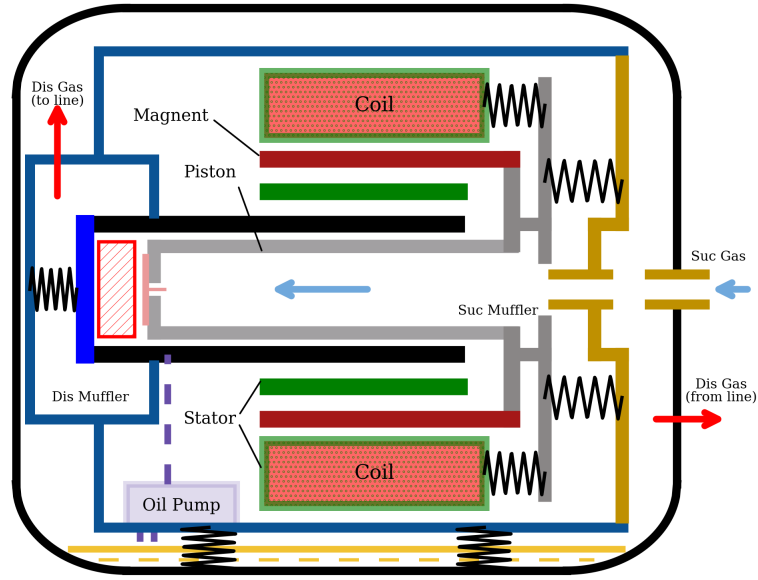 Dis Gas
(to line)
Coil
Magnent
Piston
Suc Gas
Suc Muffler
Dis Muffler
Dis Gas
(from line)
Stator
Coil
Oil Pump